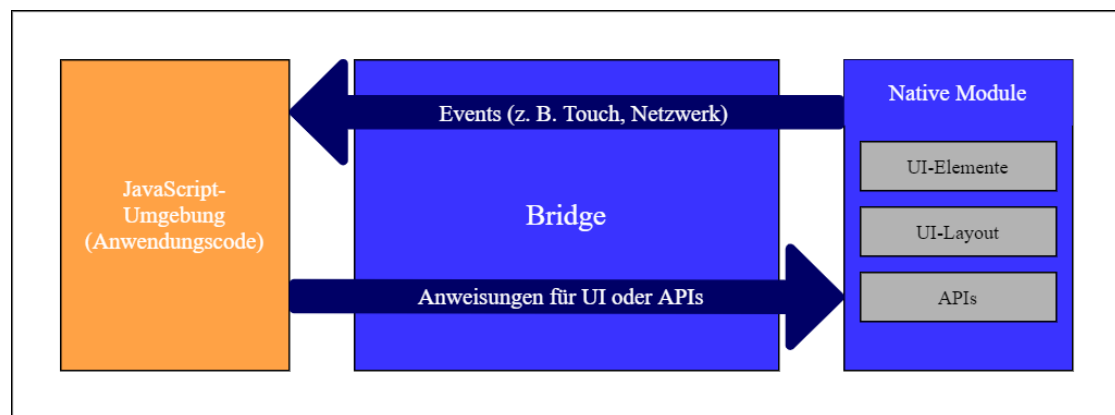 Events (z. B. Touch, Netzwerk)
Native Module
UI-Elemente
JavaScript-
Umgebung
(Anwendungscode)
Bridge
UI-Layout
Anweisungen für UI oder APIs
APIs